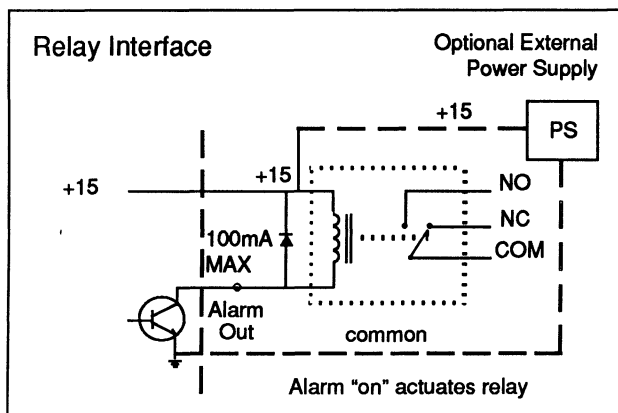 Relay Interface
Optional External
Power Supply
+15
PS
+15
+15
NO
NC
COM
100mA
MAX
Alarm
Out
common
Alarm "on" actuates relay